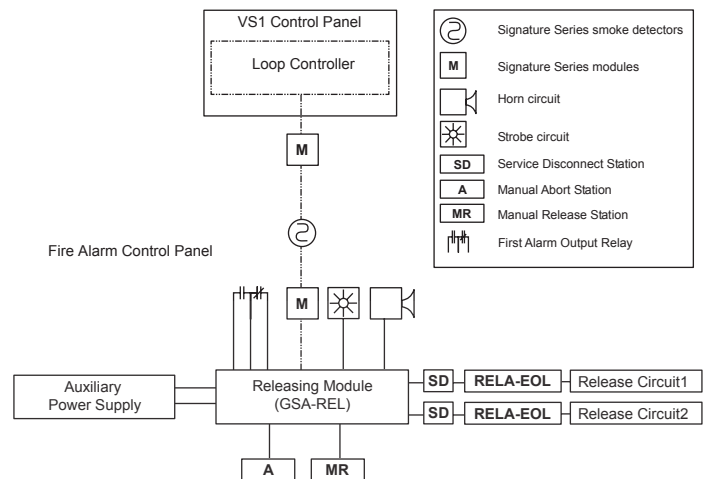 VS1 Control Panel
Loop Controller
M
Fire Alarm Control Panel
M
Auxiliary
Power Supply
Releasing Module
(GSA-REL)
SD
RELA-EOL
Release Circuit1
SD
RELA-EOL
Release Circuit2
A
MR
Signature Series smoke detectors
M
Signature Series modules
Horn circuit
Strobe circuit
SD
Service Disconnect Station
A
Manual Abort Station
MR
Manual Release Station
First Alarm Output Relay